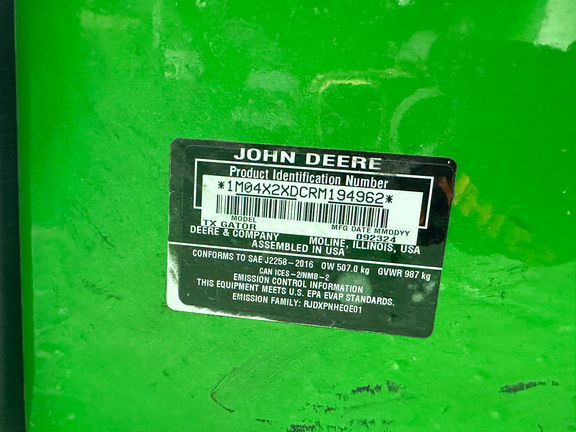 JOHN DEERE
Product Identification Number
*1M04X2XDCRM194962*
MODEL MFG DATE MMDDYY
TX GATOR 092324
DEERE & COMPANY MOLINE, ILLINOIS, USA
ASSEMBLED IN USA
CONFORMS TO SAE J2258-2016 OW 507.0 kg GVWR 987 kg
CAN ICES-2/NMB-2
EMISSION CONTROL INFORMATION
THIS EQUIPMENT MEETS U.S. EPA EVAP STANDARDS.
EMISSION FAMILY: RJDXPNHEQE01